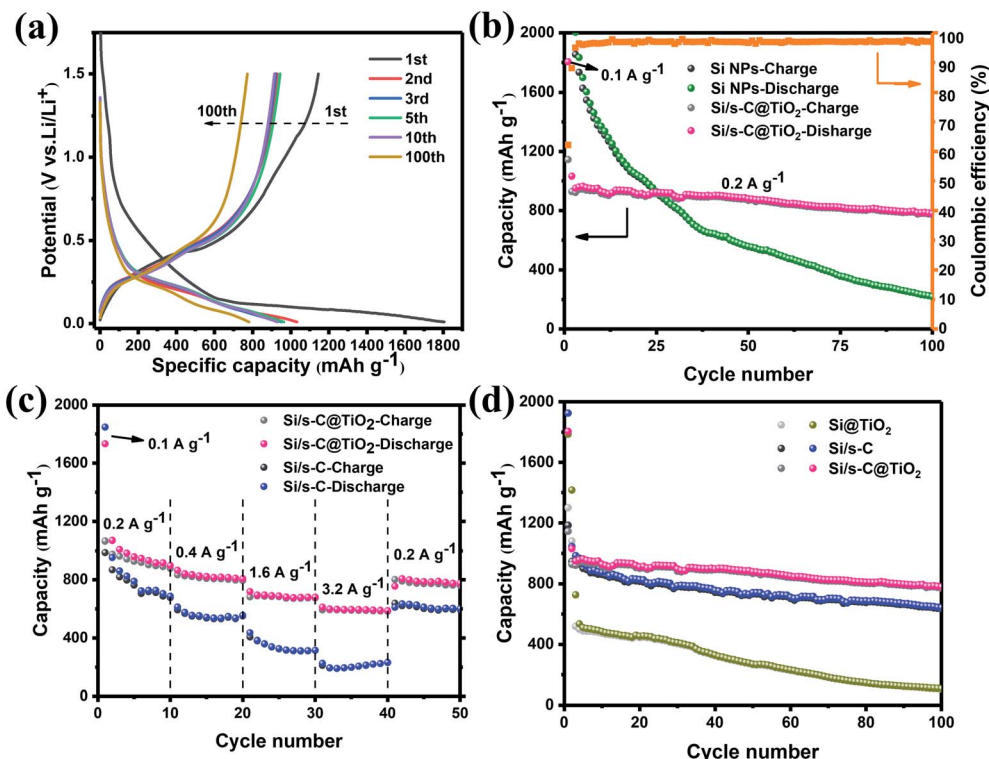 (a)
Potential (V vs.Li/Li⁺)
1.5
1.0
0.5
0.0
1st
2nd
3rd
5th
10th
100th
100th
1st
0 200 400 600 800 1000 1200 1400 1600 1800
Specific capacity (mAh g⁻¹)
(b)
Capacity (mAh g⁻¹)
2000
1600
1200
800
400
0
0.1 A g⁻¹
Si NPs-Charge
Si NPs-Discharge
Si/s-C@TiO₂-Charge
Si/s-C@TiO₂-Disharge
0.2 A g⁻¹
100
90
80
70
60
50
40
30
20
10
0
Coulombic efficiency (%)
0 25 50 75 100
Cycle number
(c)
Capacity (mAh g⁻¹)
2000
1600
1200
800
400
0
Si/s-C@TiO₂-Charge
Si/s-C@TiO₂-Discharge
Si/s-C-Charge
Si/s-C-Discharge
0.1 A g⁻¹
0.2 A g⁻¹
0.4 A g⁻¹
1.6 A g⁻¹
3.2 A g⁻¹
0.2 A g⁻¹
0 10 20 30 40 50
Cycle number
(d)
Capacity (mAh g⁻¹)
2000
1600
1200
800
400
0
Si@TiO₂
Si/s-C
Si/s-C@TiO₂
0 20 40 60 80 100
Cycle number